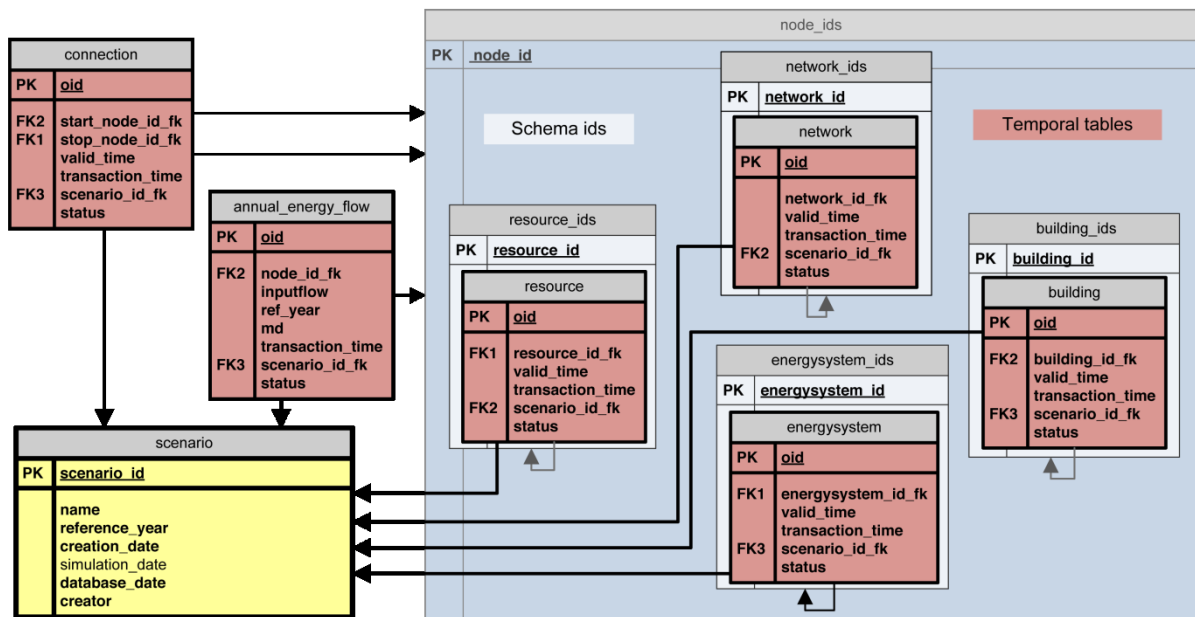 node_ids
PK node_id
connection
PK oid
FK2 start_node_id_fk
FK1 stop_node_id_fk
valid_time
transaction_time
FK3 scenario_id_fk
status
annual_energy_flow
PK oid
FK2 node_id_fk
inputflow
ref_year
md
transaction_time
FK3 scenario_id_fk
status
scenario
PK scenario_id
name
reference_year
creation_date
simulation_date
database_date
creator
Schema ids
Temporal tables
resource_ids
PK resource_id
resource
PK oid
FK1 resource_id_fk
valid_time
transaction_time
FK2 scenario_id_fk
status
network_ids
PK network_id
network
PK oid
network_id_fk
valid_time
transaction_time
FK2 scenario_id_fk
status
energysystem_ids
PK energysystem_id
energysystem
PK oid
FK1 energysystem_id_fk
valid_time
transaction_time
FK3 scenario_id_fk
status
building_ids
PK building_id
building
PK oid
FK2 building_id_fk
valid_time
transaction_time
FK3 scenario_id_fk
status